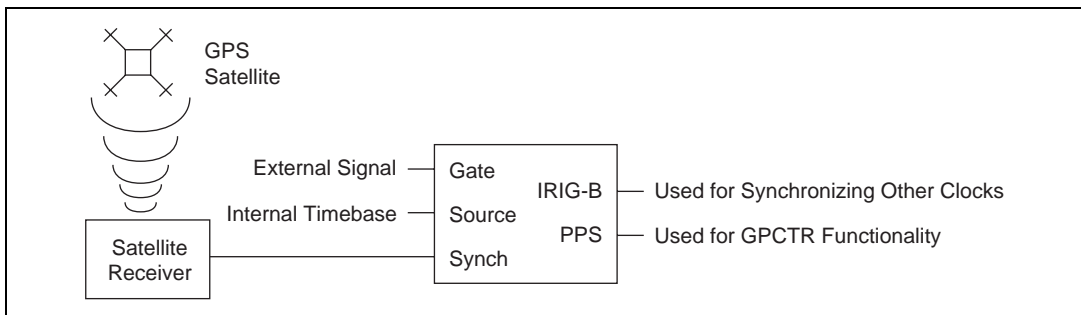 GPS
Satellite
External Signal
Gate
IRIG-B
Used for Synchronizing Other Clocks
Internal Timebase
Source
PPS
Used for GPCTR Functionality
Satellite
Receiver
Synch